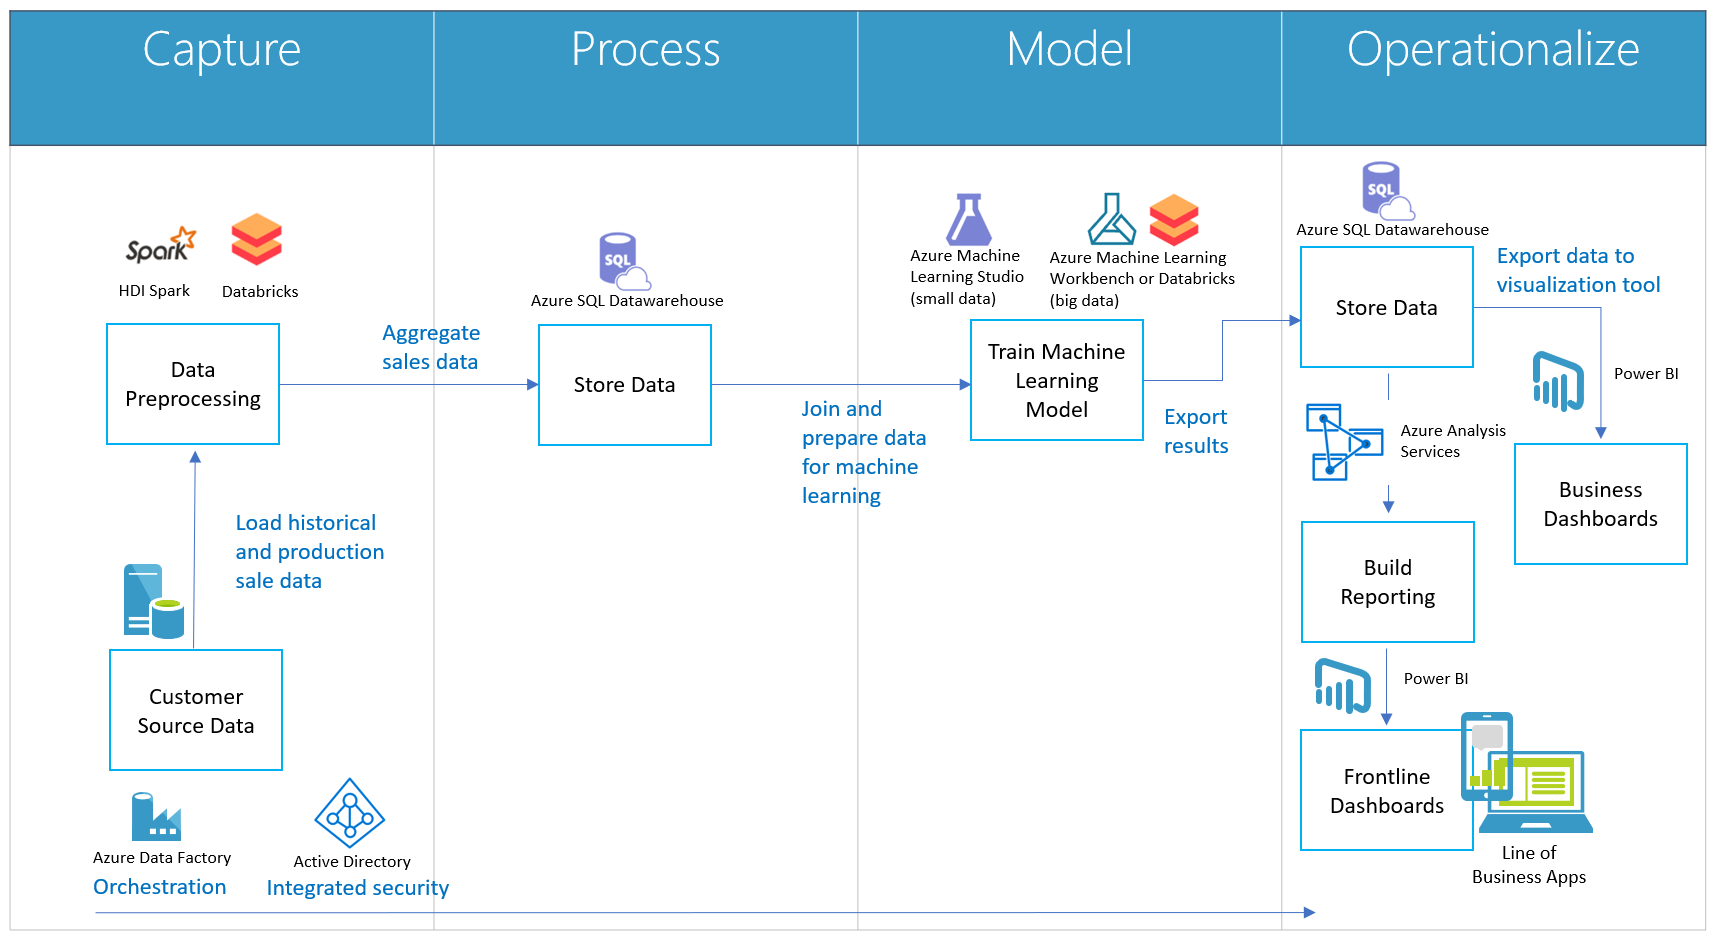 Capture
Process
Model
Operationalize
Spark
HDI Spark
Databricks
Data
Preprocessing
Load historical
and production
sale data
Customer
Source Data
Azure Data Factory
Orchestration
Active Directory
Integrated security
Aggregate
sales data
SQL
Azure SQL Datawarehouse
Store Data
Join and
prepare data
for machine
learning
Azure Machine
Learning Studio
(small data)
Azure Machine Learning
Workbench or Databricks
(big data)
Train Machine
Learning
Model
Export
results
SQL
Azure SQL Datawarehouse
Store Data
Export data to
visualization tool
Power BI
Business
Dashboards
Azure Analysis
Services
Build
Reporting
Power BI
Frontline
Dashboards
Line of
Business Apps